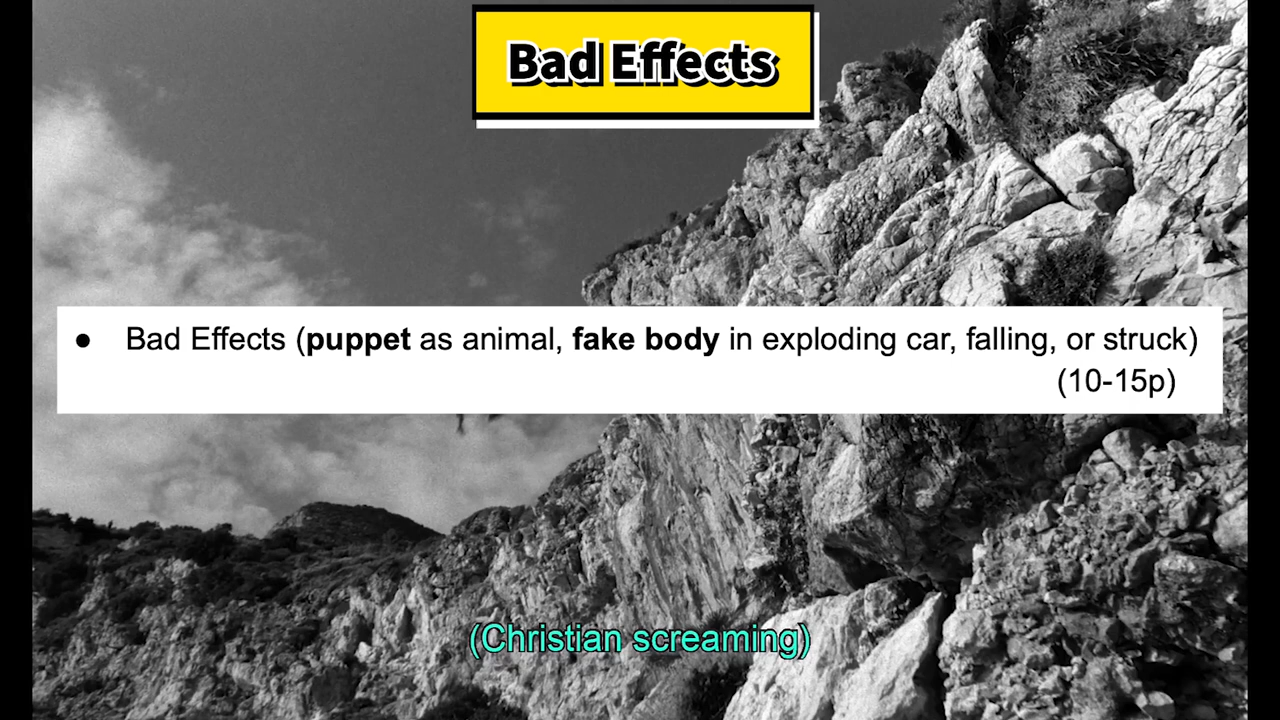 Bad Effects
● Bad Effects (puppet as animal, fake body in exploding car, falling, or struck)
(10-15p)
(Christian screaming)